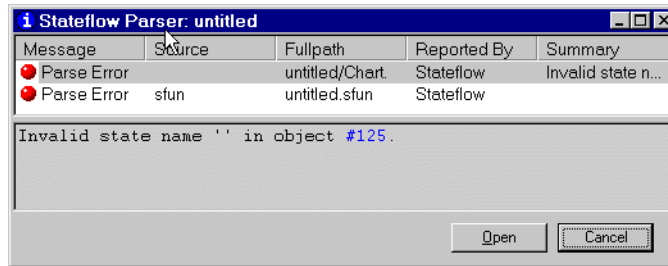 Stateflow Parser: untitled
Message Source Fullpath Reported By Summary
Parse Error untitled/Chart. Stateflow Invalid state n...
Parse Error sfun untitled.sfun Stateflow
Invalid state name '' in object #125.
Open Cancel